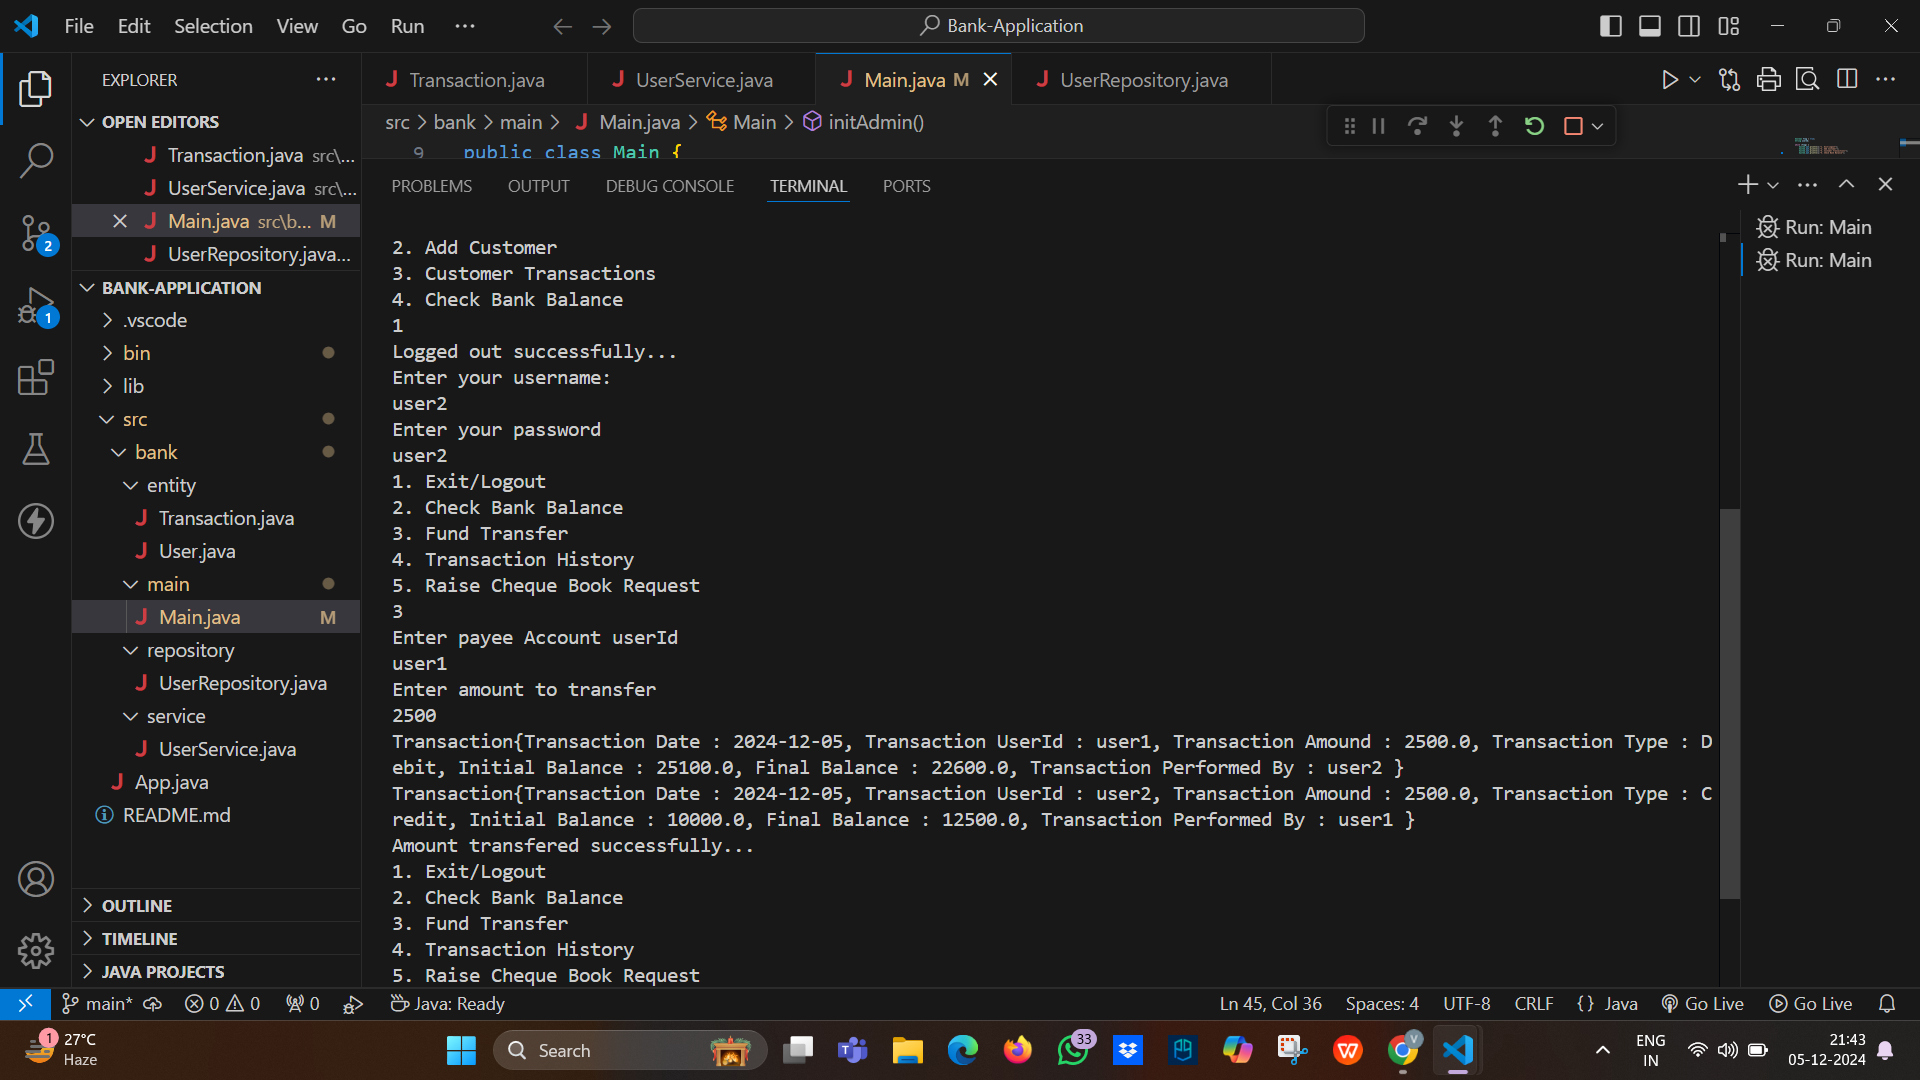 File Edit Selection View Go Run ...
Bank-Application
EXPLORER
Transaction.java
UserService.java
Main.java M
UserRepository.java
src > bank > main > Main.java > Main > initAdmin()
9 public class Main {
OPEN EDITORS
Transaction.java src\...
UserService.java src\...
Main.java src\b... M
UserRepository.java...
BANK-APPLICATION
.vscode
bin
lib
src
bank
entity
Transaction.java
User.java
main
Main.java M
repository
UserRepository.java
service
UserService.java
App.java
README.md
OUTLINE
TIMELINE
JAVA PROJECTS
2
1
PROBLEMS OUTPUT DEBUG CONSOLE TERMINAL PORTS
Run: Main
Run: Main
2. Add Customer
3. Customer Transactions
4. Check Bank Balance
1
Logged out successfully...
Enter your username:
user2
Enter your password
user2
1. Exit/Logout
2. Check Bank Balance
3. Fund Transfer
4. Transaction History
5. Raise Cheque Book Request
3
Enter payee Account userId
user1
Enter amount to transfer
2500
Transaction{Transaction Date : 2024-12-05, Transaction UserId : user1, Transaction Amount : 2500.0, Transaction Type : D
ebit, Initial Balance : 25100.0, Final Balance : 22600.0, Transaction Performed By : user2 }
Transaction{Transaction Date : 2024-12-05, Transaction UserId : user2, Transaction Amount : 2500.0, Transaction Type : C
redit, Initial Balance : 10000.0, Final Balance : 12500.0, Transaction Performed By : user1 }
Amount transfered successfully...
1. Exit/Logout
2. Check Bank Balance
3. Fund Transfer
4. Transaction History
5. Raise Cheque Book Request
main* 0 0 0 Java: Ready Ln 45, Col 36 Spaces: 4 UTF-8 CRLF {} Java Go Live Go Live
1
27°C
Haze
Search
33
V
ENG
IN
21:43
05-12-2024